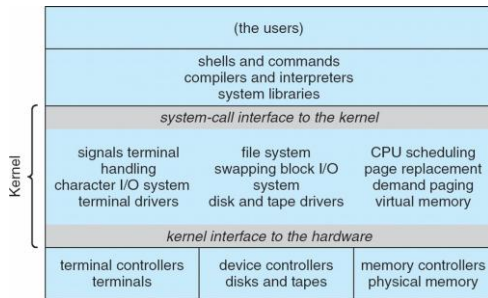 (the users)
shells and commands
compilers and interpreters
system libraries
Kernel
system-call interface to the kernel
signals terminal
handling
character I/O system
terminal drivers
file system
swapping block I/O
system
disk and tape drivers
CPU scheduling
page replacement
demand paging
virtual memory
kernel interface to the hardware
terminal controllers
terminals
device controllers
disks and tapes
memory controllers
physical memory